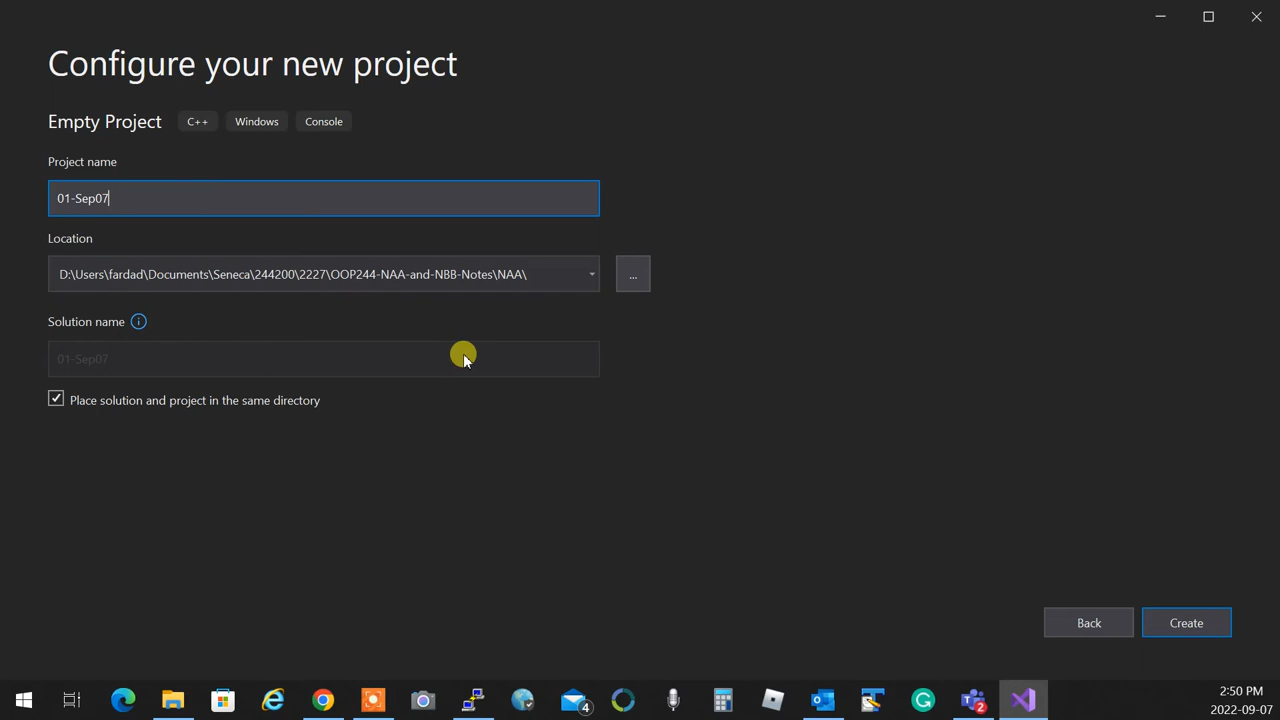 Configure your new project
Empty Project C++ Windows Console
Project name
01-Sep07
Location
D:\Users\fardad\Documents\Seneca\244200\2227\OOP244-NAA-and-NBB-Notes\NAA\ ...
Solution name
01-Sep07
Place solution and project in the same directory
Back Create
4
2
2:50 PM
2022-09-07